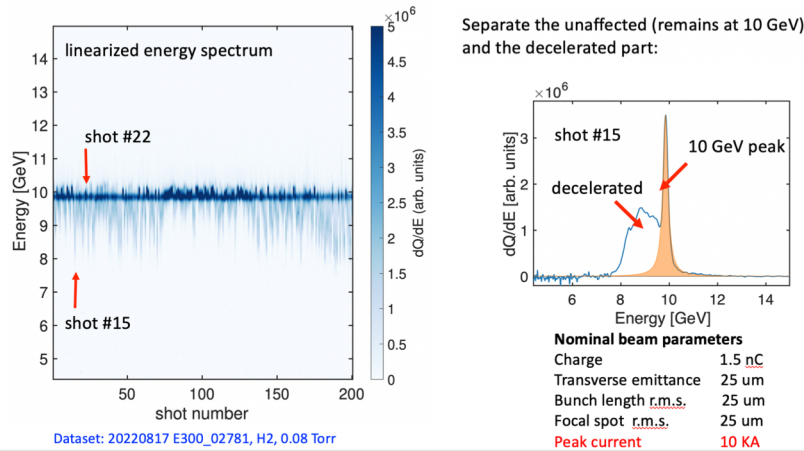 ×10⁶
linearized energy spectrum
shot #22
shot #15
14
13
12
11
10
9
8
7
6
5
Energy [GeV]
50
100
150
200
shot number
5
4.5
4
3.5
3
2.5
2
1.5
1
0.5
0
dQ/dE (arb. units)
Dataset: 20220817 E300_02781, H2, 0.08 Torr
Separate the unaffected (remains at 10 GeV)
and the decelerated part:
×10⁶
shot #15
10 GeV peak
decelerated
3
2
1
0
dQ/dE [arb. units]
6
8
10
12
14
Energy [GeV]
Nominal beam parameters
Charge 1.5 nC
Transverse emittance 25 um
Bunch length r.m.s. 25 um
Focal spot r.m.s. 25 um
Peak current 10 KA